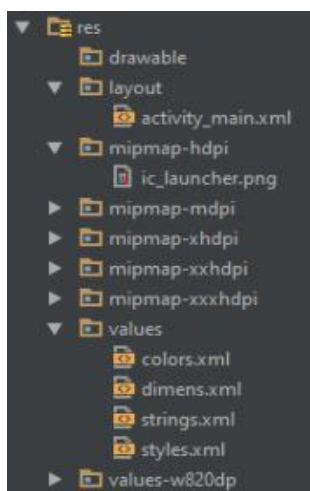 res
drawable
layout
activity_main.xml
mipmap-hdpi
ic_launcher.png
mipmap-mdpi
mipmap-xhdpi
mipmap-xxhdpi
mipmap-xxxhdpi
values
colors.xml
dimens.xml
strings.xml
styles.xml
values-w820dp